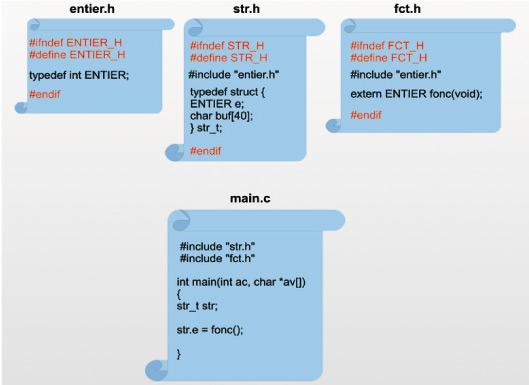 entier.h
#ifndef ENTIER_H
#define ENTIER_H
typedef int ENTIER;
#endif
str.h
#ifndef STR_H
#define STR_H
#include "entier.h"
typedef struct {
ENTIER e;
char buf[40];
} str_t;
#endif
fct.h
#ifndef FCT_H
#define FCT_H
#include "entier.h"
extern ENTIER fonc(void);
#endif
main.c
#include "str.h"
#include "fct.h"
int main(int ac, char *av[])
{
str_t str;
str.e = fonc();
}